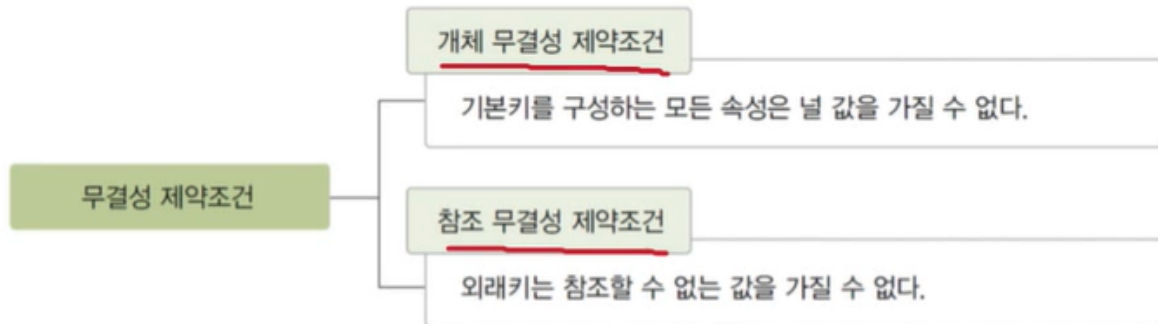 개체 무결성 제약조건
기본키를 구성하는 모든 속성은 널 값을 가질 수 없다.
무결성 제약조건
참조 무결성 제약조건
외래키는 참조할 수 없는 값을 가질 수 없다.